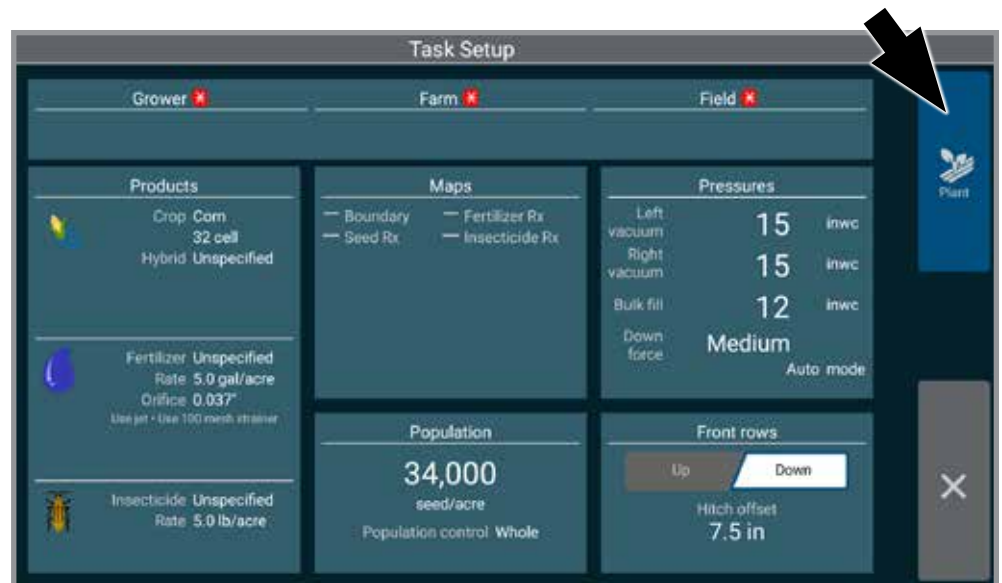 Task Setup
Grower
Farm
Field
Plant
Products
Crop Corn
32 cell
Hybrid Unspecified
Fertilizer Unspecified
Rate 5.0 gal/acre
Orifice 0.037"
Use jet • Use 100 mesh strainer
Insecticide Unspecified
Rate 5.0 lb/acre
Maps
— Boundary — Fertilizer Rx
— Seed Rx — Insecticide Rx
Population
34,000
seed/acre
Population control Whole
Pressures
Left vacuum 15 inwc
Right vacuum 15 inwc
Bulk fill 12 inwc
Down force Medium
Auto mode
Front rows
Up Down
Hitch offset
7.5 in